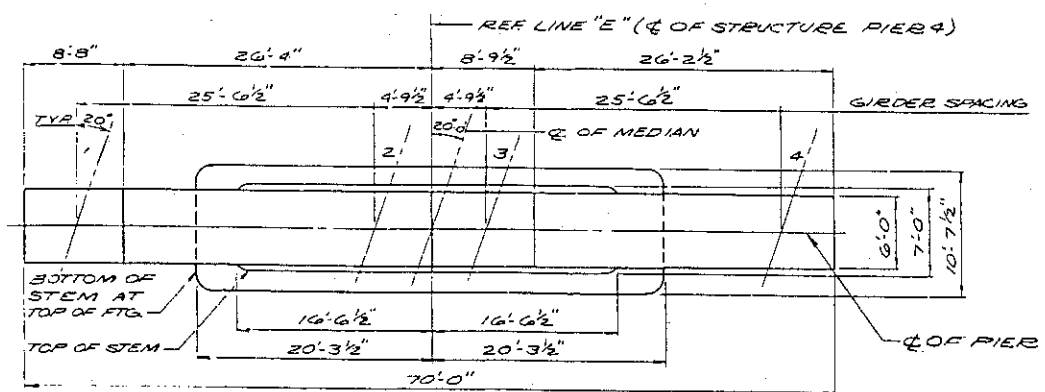 REF. LINE "E" (℄ OF STRUCTURE PIER 4)
8'-8" 26'-4" 8'-9½" 26'-2½"
25'-6½" 4'-9½" 4'-9½" 25'-6½" GIRDER SPACING
TYP. 20° 20°0' ℄ OF MEDIAN
1 2 3 4
6'-0"
7'-0"
10'-7½"
BOTTOM OF
STEM AT
TOP OF FTG.
TOP OF STEM
16'-6½" 16'-6½"
20'-3½" 20'-3½"
℄ OF PIER
70'-0"